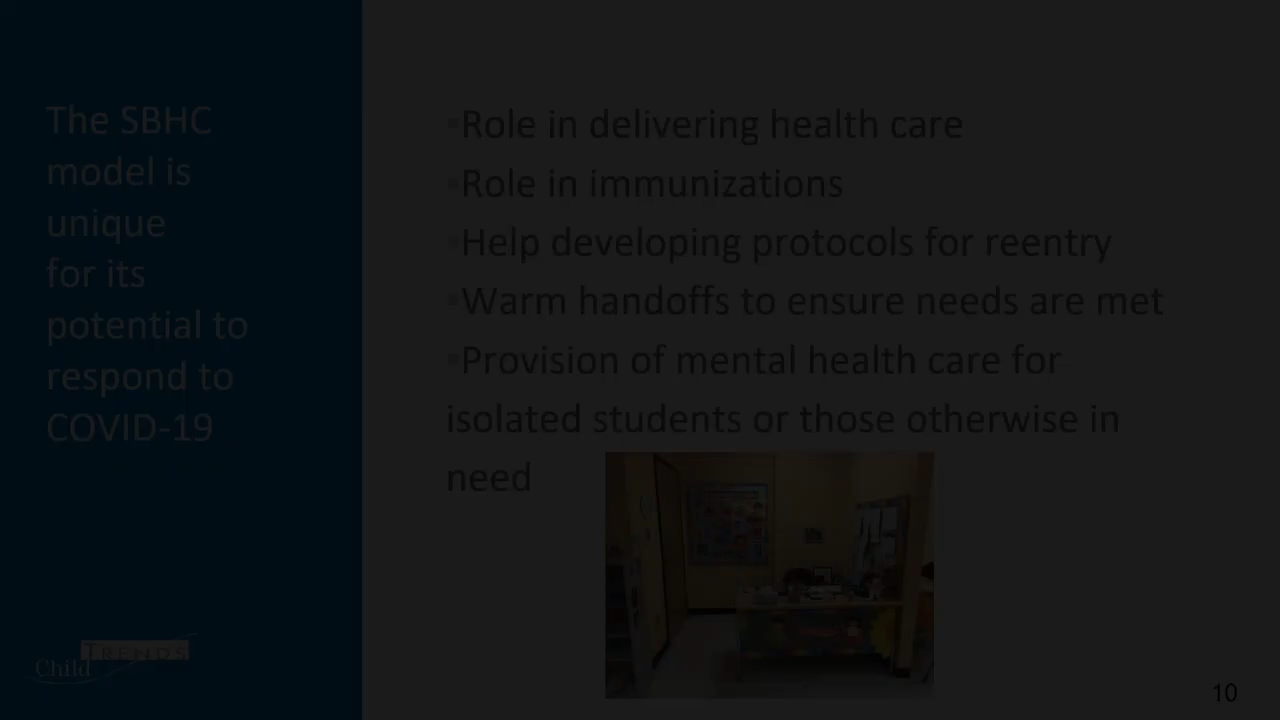 The SBHC
model is
unique
for its
potential to
respond to
COVID-19
▪Role in delivering health care
▪Role in immunizations
▪Help developing protocols for reentry
▪Warm handoffs to ensure needs are met
▪Provision of mental health care for
isolated students or those otherwise in
need
Child TRENDS
10